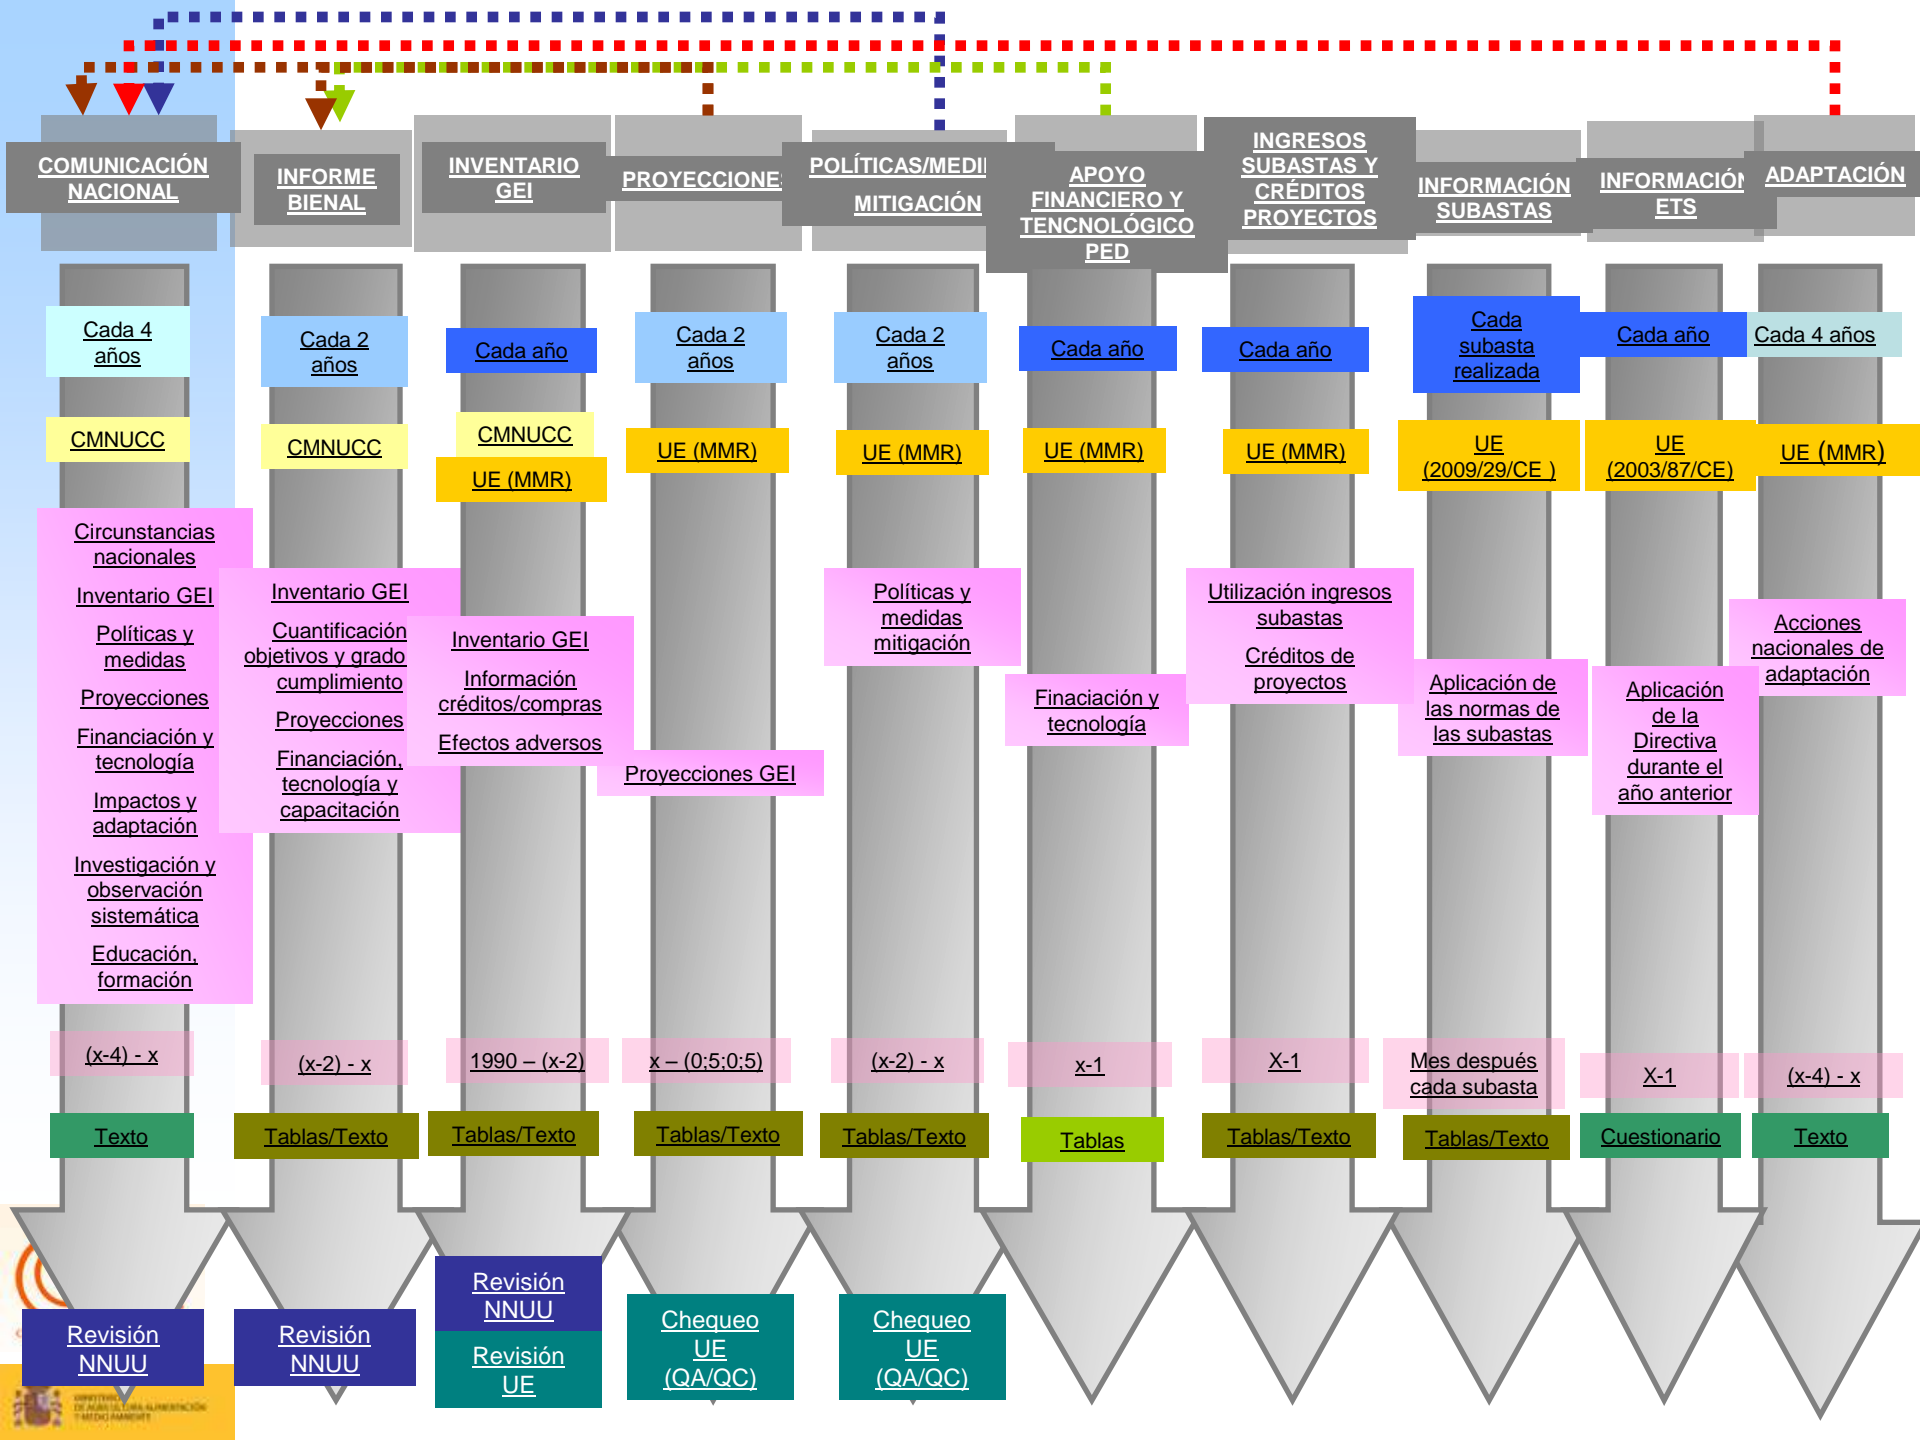 COMUNICACIÓN
NACIONAL
INFORME
BIENAL
INVENTARIO
GEI
PROYECCIONES
POLÍTICAS/MEDI
MITIGACIÓN
APOYO
FINANCIERO Y
TENCNOLÓGICO
PED
INGRESOS
SUBASTAS Y
CRÉDITOS
PROYECTOS
INFORMACIÓN
SUBASTAS
INFORMACIÓN
ETS
ADAPTACIÓN
Cada 4
años
Cada 2
años
Cada año
Cada 2
años
Cada 2
años
Cada año
Cada año
Cada
subasta
realizada
Cada año
Cada 4 años
CMNUCC
CMNUCC
CMNUCC
UE (MMR)
UE (MMR)
UE (MMR)
UE (MMR)
UE (MMR)
UE
(2009/29/CE )
UE
(2003/87/CE)
UE (MMR)
Circunstancias
nacionales
Inventario GEI
Políticas y
medidas
Proyecciones
Financiación y
tecnología
Impactos y
adaptación
Investigación y
observación
sistemática
Educación,
formación
Inventario GEI
Cuantificación
objetivos y grado
cumplimiento
Proyecciones
Financiación,
tecnología y
capacitación
Inventario GEI
Información
créditos/compras
Efectos adversos
Proyecciones GEI
Políticas y
medidas
mitigación
Finaciación y
tecnología
Utilización ingresos
subastas
Créditos de
proyectos
Aplicación de
las normas de
las subastas
Aplicación
de la
Directiva
durante el
año anterior
Acciones
nacionales de
adaptación
(x-4) - x
(x-2) - x
1990 – (x-2)
x – (0;5;0;5)
(x-2) - x
x-1
X-1
Mes después
cada subasta
X-1
(x-4) - x
Texto
Tablas/Texto
Tablas/Texto
Tablas/Texto
Tablas/Texto
Tablas
Tablas/Texto
Tablas/Texto
Cuestionario
Texto
Revisión
NNUU
Revisión
NNUU
Revisión
NNUU
Revisión
UE
Chequeo
UE
(QA/QC)
Chequeo
UE
(QA/QC)
MINISTERIO
DE AGRICULTURA, ALIMENTACIÓN
Y MEDIO AMBIENTE